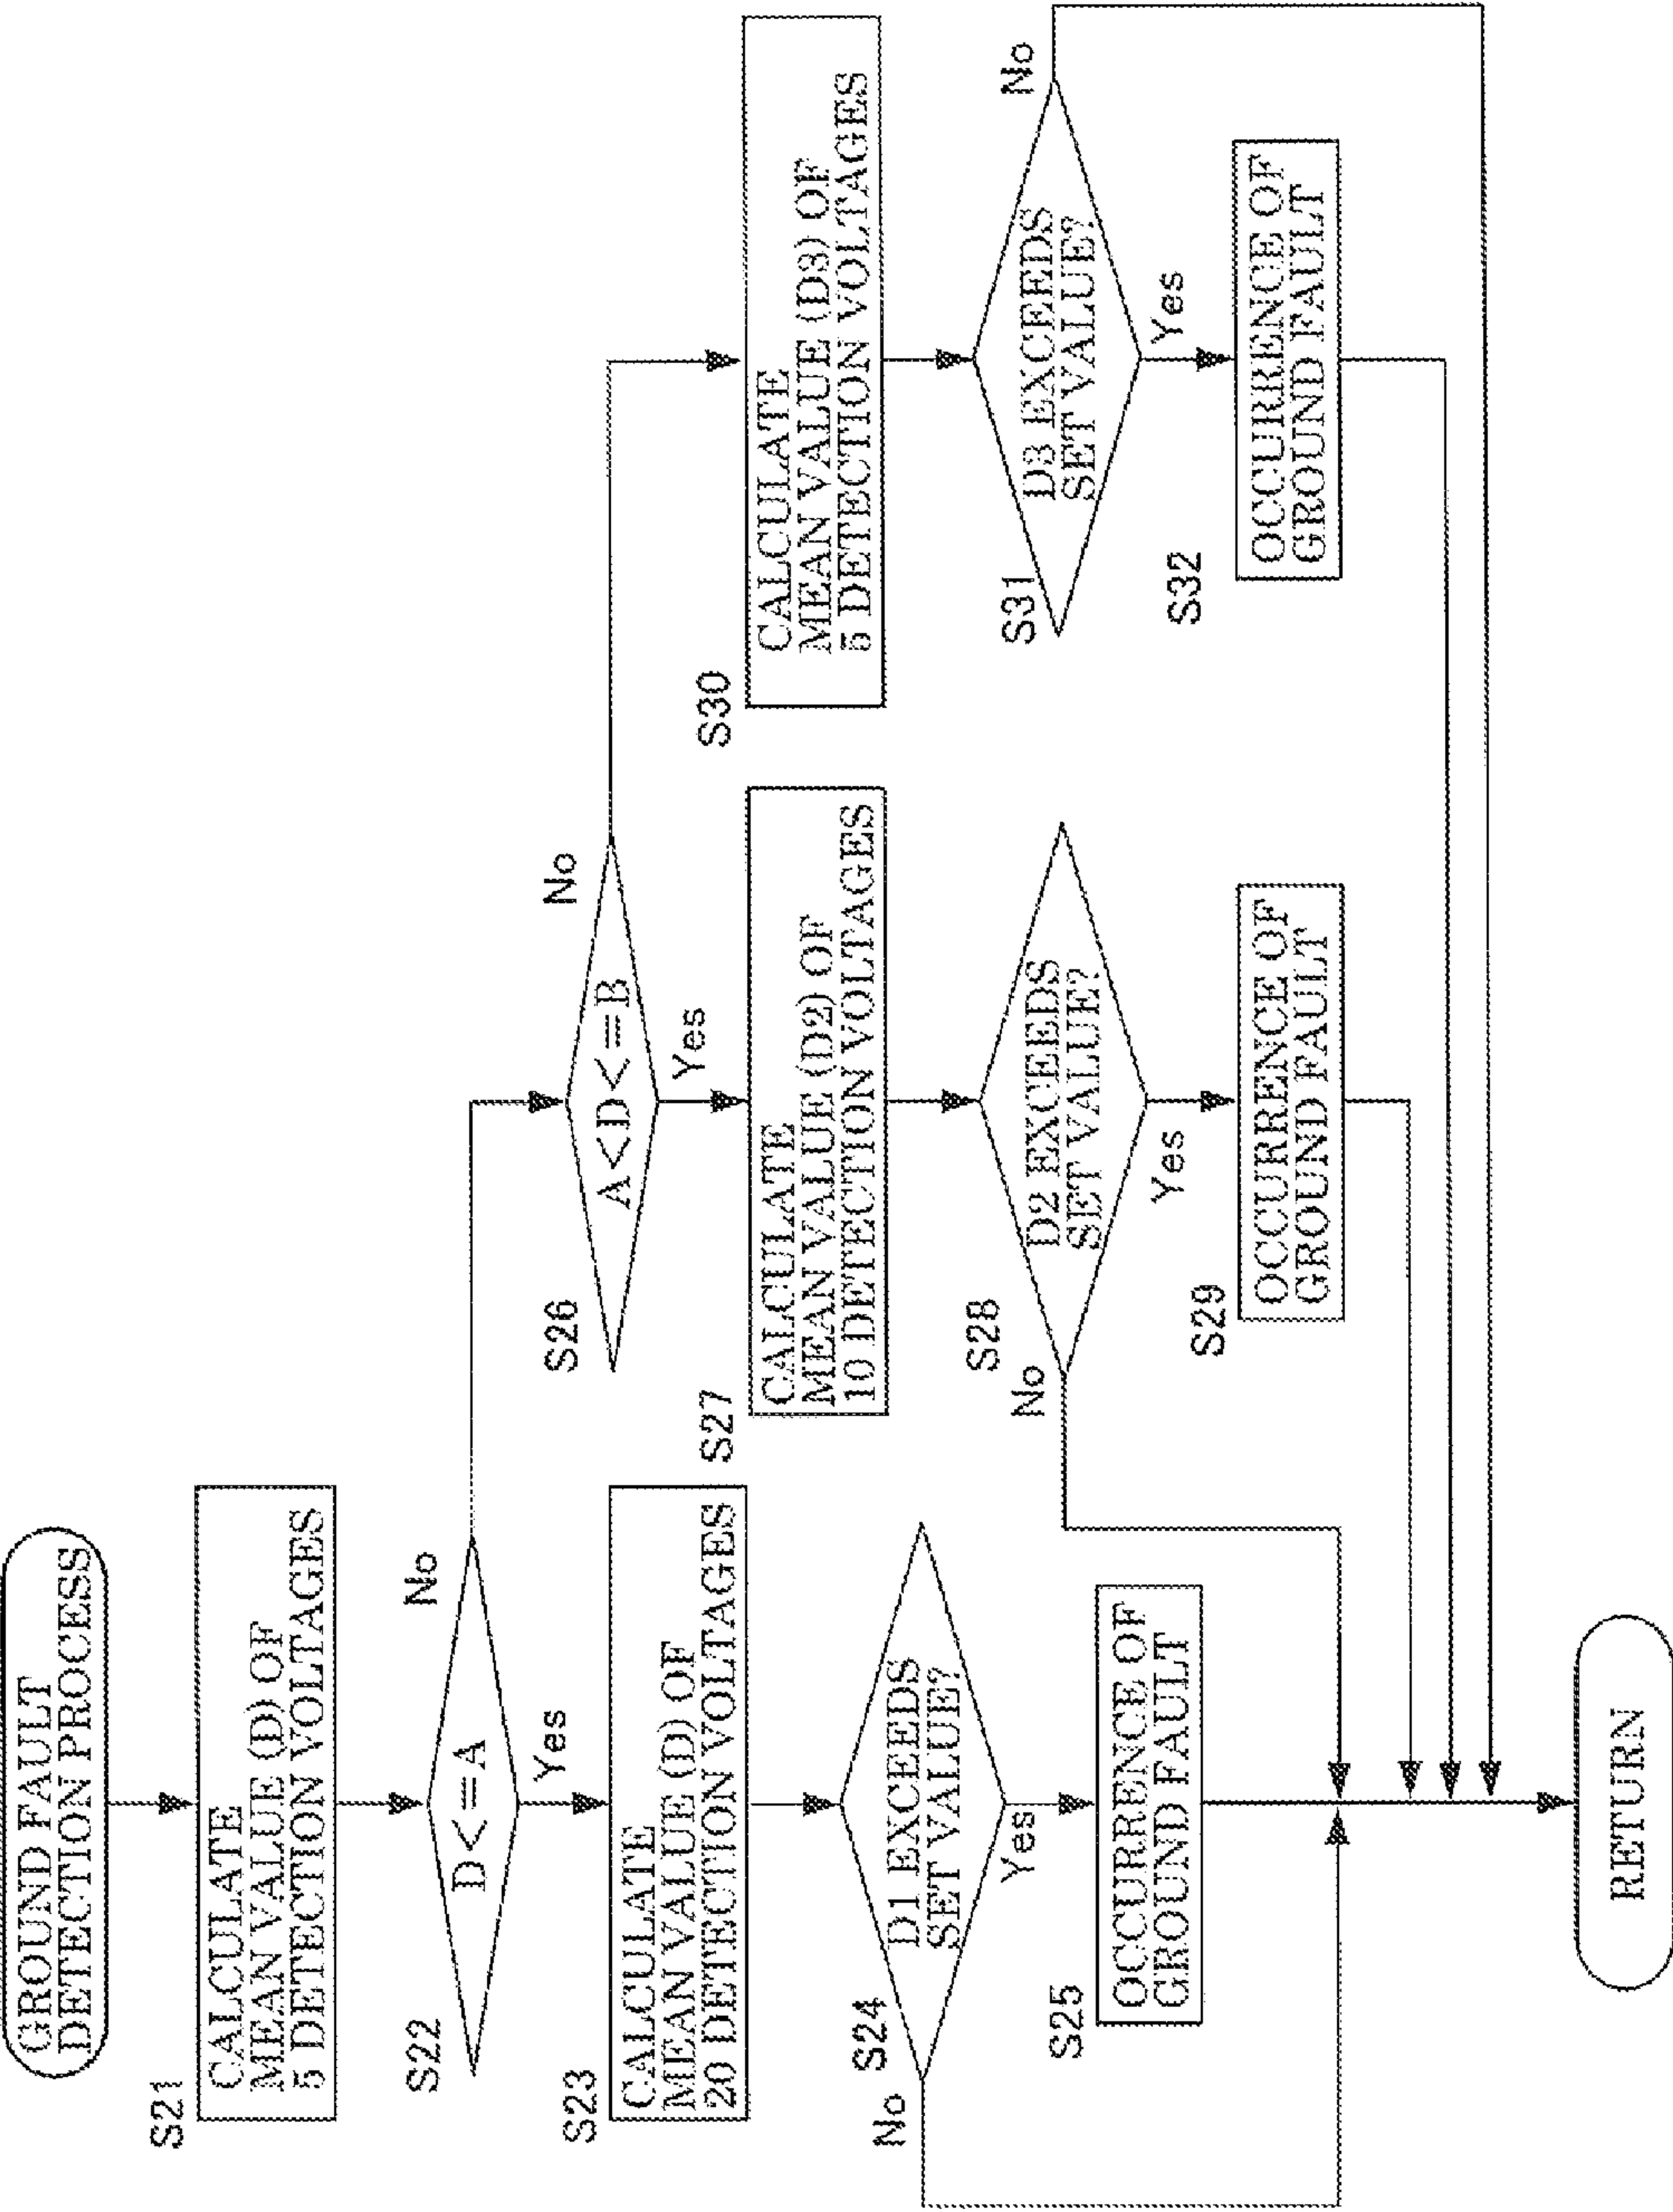 GROUND FAULT
DETECTION PROCESS
S21
CALCULATE
MEAN VALUE (D) OF
5 DETECTION VOLTAGES
S22
D<=A
No
Yes
S23
CALCULATE
MEAN VALUE (D) OF
20 DETECTION VOLTAGES
S24
D1 EXCEEDS
SET VALUE?
No
Yes
S25
OCCURRENCE OF
GROUND FAULT
S26
A<D<=B
No
Yes
S27
CALCULATE
MEAN VALUE (D2) OF
10 DETECTION VOLTAGES
S28
D2 EXCEEDS
SET VALUE?
No
Yes
S29
OCCURRENCE OF
GROUND FAULT
S30
CALCULATE
MEAN VALUE (D3) OF
5 DETECTION VOLTAGES
S31
D3 EXCEEDS
SET VALUE?
No
Yes
S32
OCCURRENCE OF
GROUND FAULT
RETURN